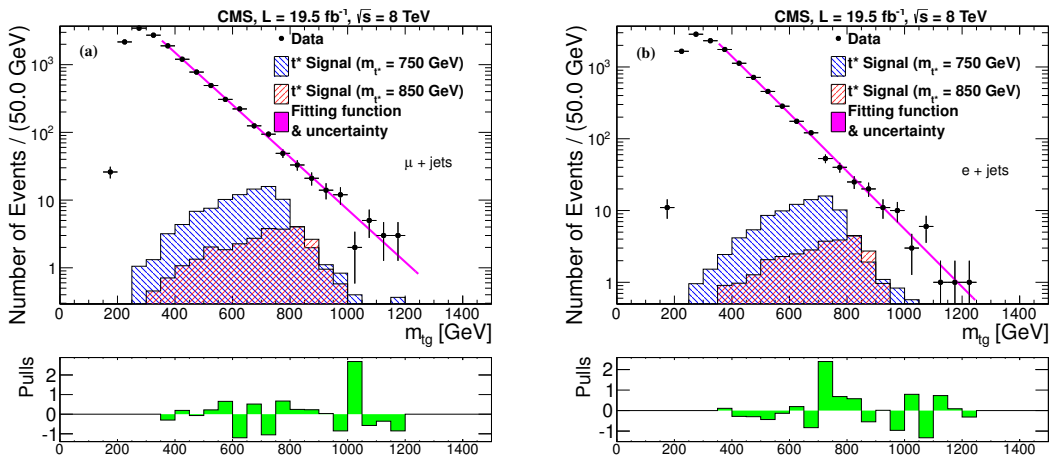 CMS, L = 19.5 fb⁻¹, √s = 8 TeV
(a)
Data
t* Signal (m_t* = 750 GeV)
t* Signal (m_t* = 850 GeV)
Fitting function
& uncertainty
μ + jets
Number of Events / (50.0 GeV)
10³
10²
10
1
0 200 400 600 800 1000 1200 1400
m_tg [GeV]
Pulls
2
1
0
-1
0 200 400 600 800 1000 1200 1400
CMS, L = 19.5 fb⁻¹, √s = 8 TeV
(b)
Data
t* Signal (m_t* = 750 GeV)
t* Signal (m_t* = 850 GeV)
Fitting function
& uncertainty
e + jets
Number of Events / (50.0 GeV)
10³
10²
10
1
0 200 400 600 800 1000 1200 1400
m_tg [GeV]
Pulls
2
1
0
-1
0 200 400 600 800 1000 1200 1400